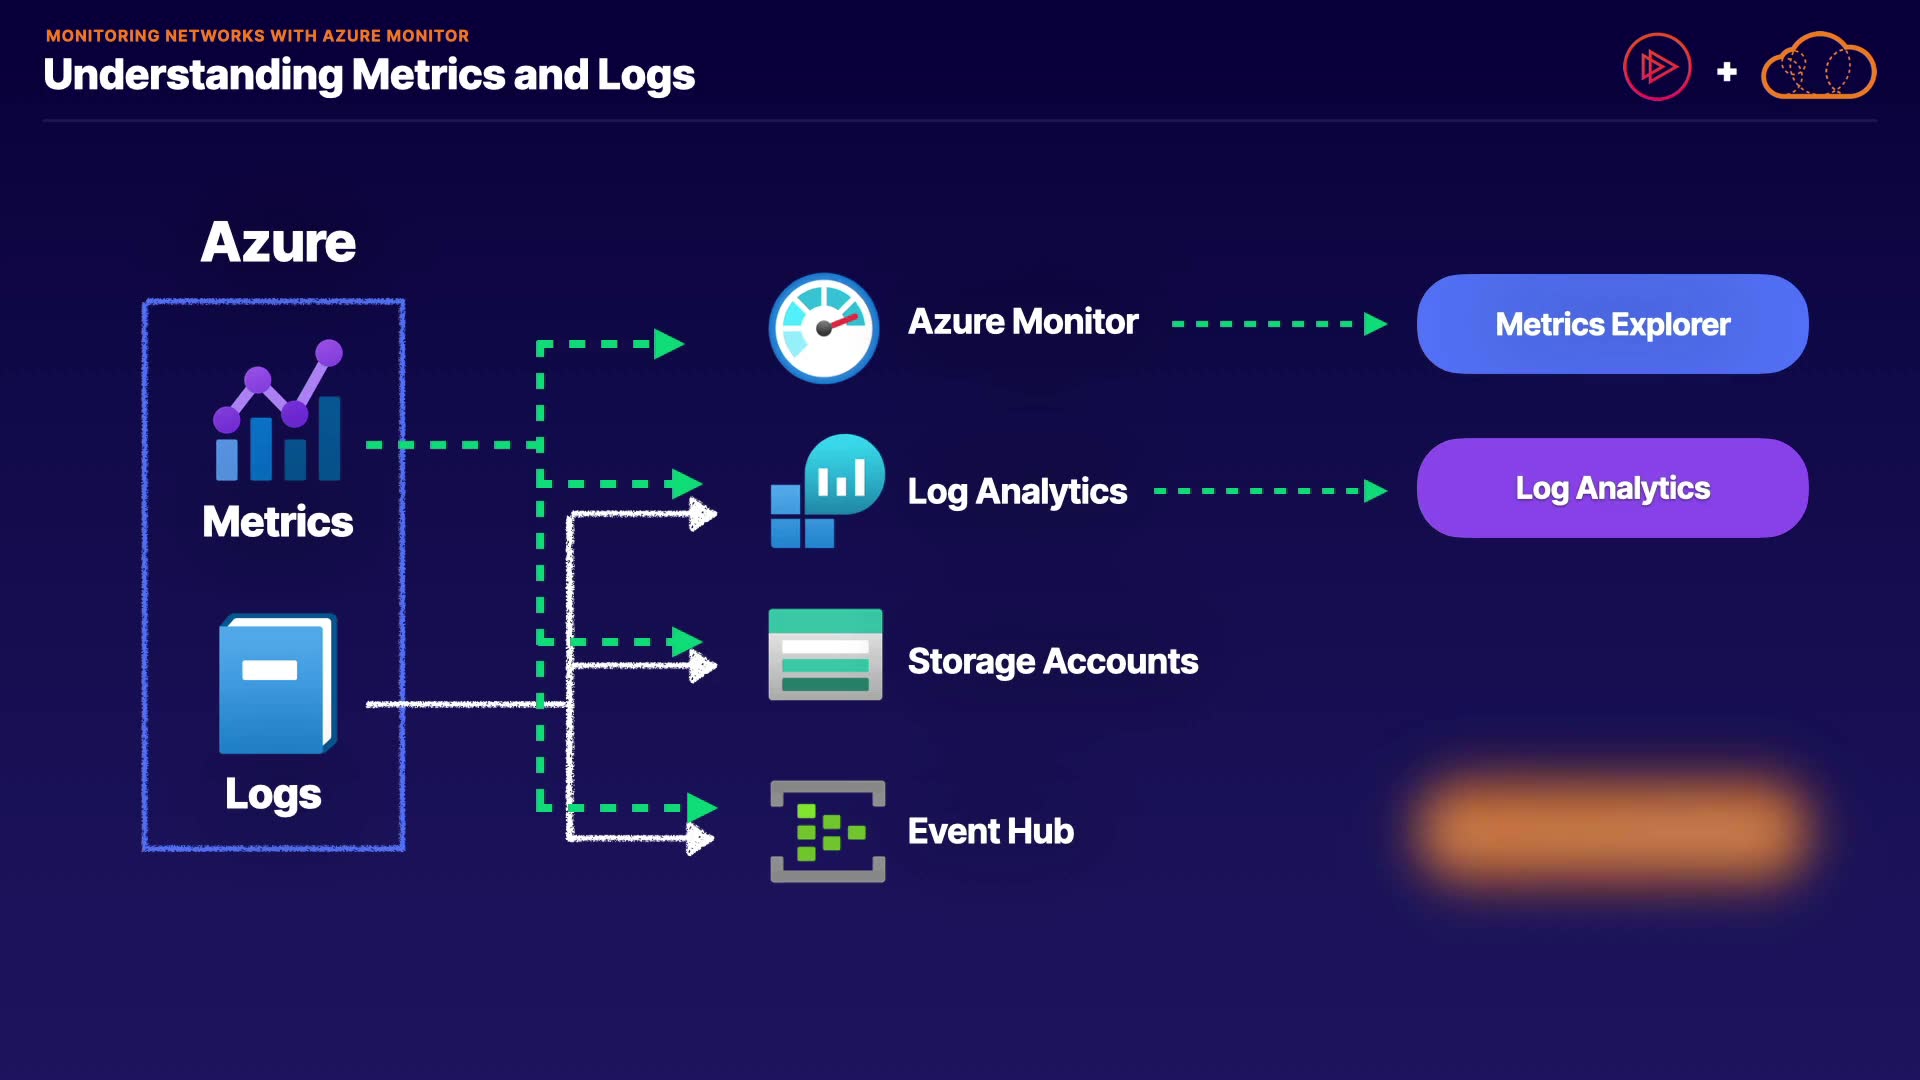 MONITORING NETWORKS WITH AZURE MONITOR
Understanding Metrics and Logs
Azure
Metrics
Logs
Azure Monitor
Log Analytics
Storage Accounts
Event Hub
Metrics Explorer
Log Analytics